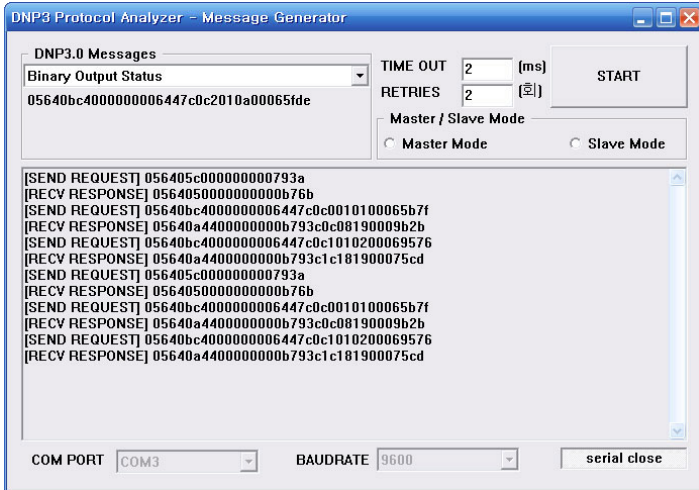 DNP3 Protocol Analyzer - Message Generator
DNP3.0 Messages
Binary Output Status
05640bc4000000006447c0c2010a00065fde
TIME OUT 2 (ms)
RETRIES 2 (회)
START
Master / Slave Mode
Master Mode Slave Mode
[SEND REQUEST] 056405c000000000793a
[RECV RESPONSE] 0564050000000000b76b
[SEND REQUEST] 05640bc4000000006447c0c0010100065b7f
[RECV RESPONSE] 05640a4400000000b793c0c08190009b2b
[SEND REQUEST] 05640bc4000000006447c0c1010200069576
[RECV RESPONSE] 05640a4400000000b793c1c181900075cd
[SEND REQUEST] 056405c000000000793a
[RECV RESPONSE] 0564050000000000b76b
[SEND REQUEST] 05640bc4000000006447c0c0010100065b7f
[RECV RESPONSE] 05640a4400000000b793c0c08190009b2b
[SEND REQUEST] 05640bc4000000006447c0c1010200069576
[RECV RESPONSE] 05640a4400000000b793c1c181900075cd
COM PORT COM3 BAUDRATE 9600 serial close